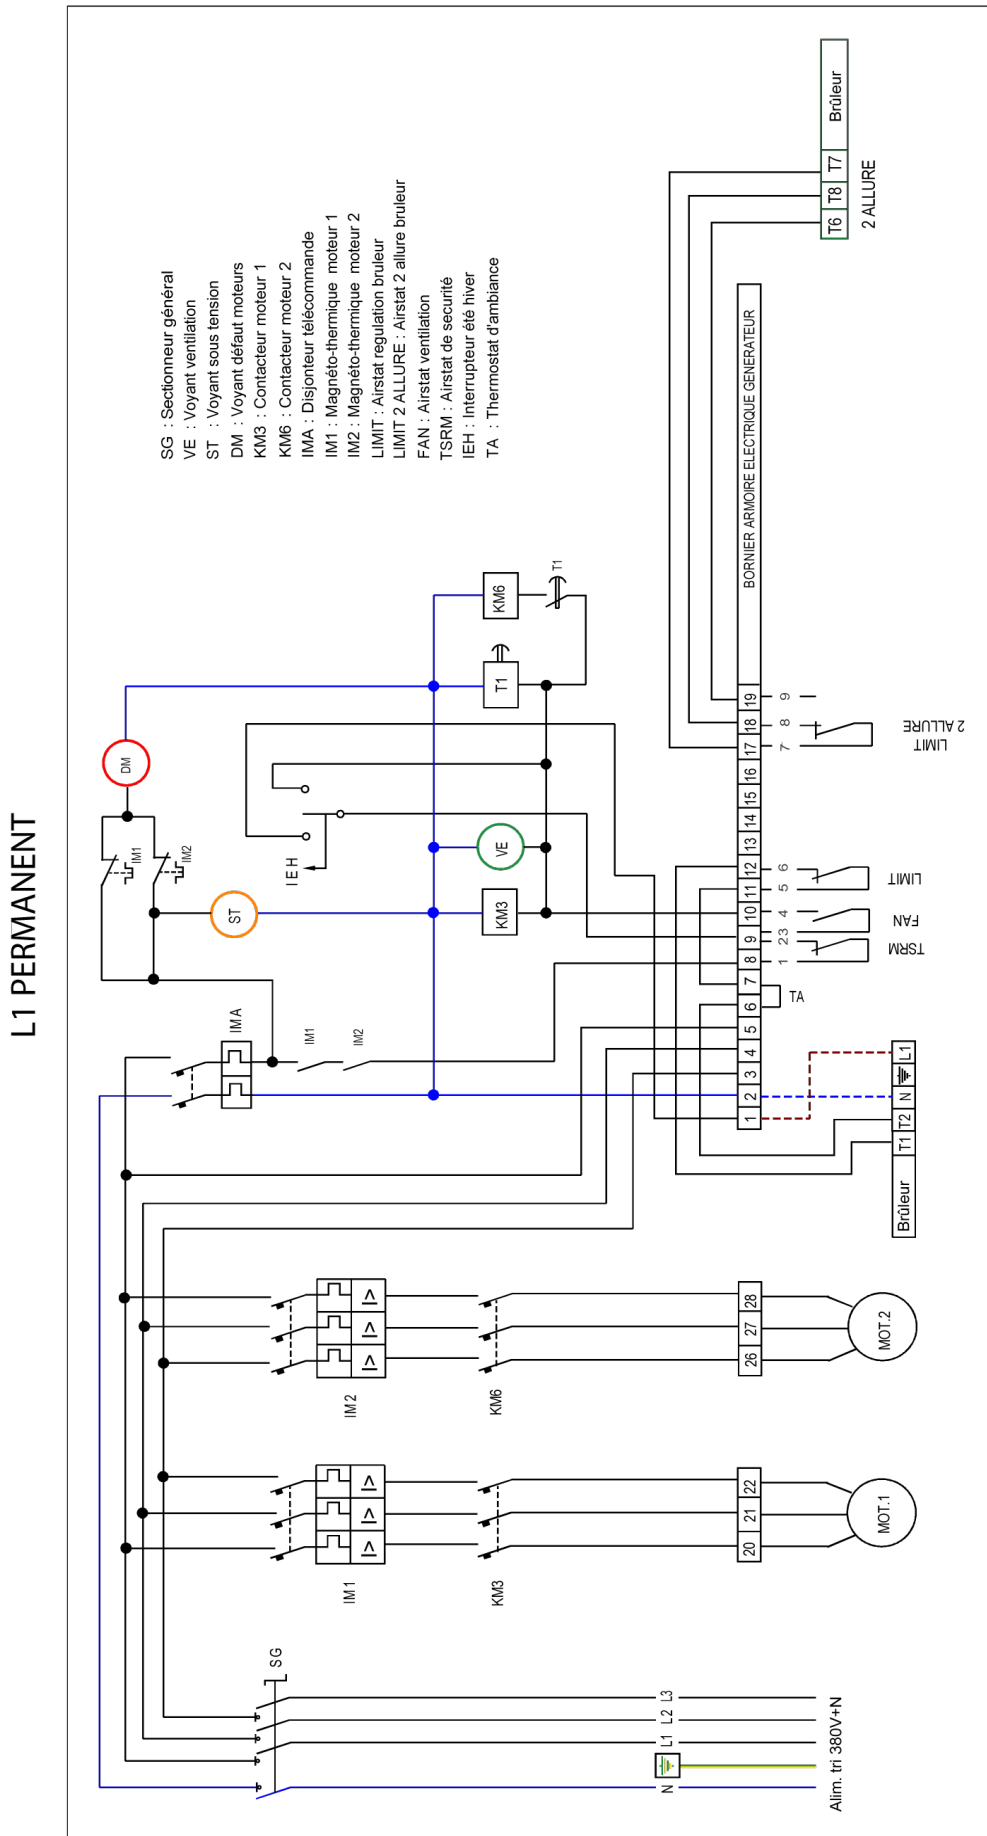 L1 PERMANENT
SG : Sectionneur général
VE : Voyant ventilation
ST : Voyant sous tension
DM : Voyant défaut moteurs
KM3 : Contacteur moteur 1
KM6 : Contacteur moteur 2
IMA : Disjonteur télécommande
IM1 : Magnéto-thermique moteur 1
IM2 : Magnéto-thermique moteur 2
LIMIT : Airstat regulation bruleur
LIMIT 2 ALLURE : Airstat 2 allure bruleur
FAN : Airstat ventilation
TSRM : Airstat de securité
IEH : Interrupteur été hiver
TA : Thermostat d'ambiance
DM
IM1
IM2
ST
IMA
IM1
IM2
IEH
VE
KM3
T1
KM6
T1
SG
IM1
IM2
KM3
KM6
I>
I>
I>
I>
I>
I>
N
L1
L2
L3
Alim. tri 380V+N
20
21
22
MOT.1
26
27
28
MOT.2
1
2
3
4
5
6
7
8
9
10
11
12
13
14
15
16
17
18
19
BORNIER ARMOIRE ELECTRIQUE GENERATEUR
TA
1
2
3
4
5
6
7
8
9
TSRM
FAN
LIMIT
LIMIT
2 ALLURE
Brûleur
T1
T2
N
L1
T6
T8
T7
Brûleur
2 ALLURE